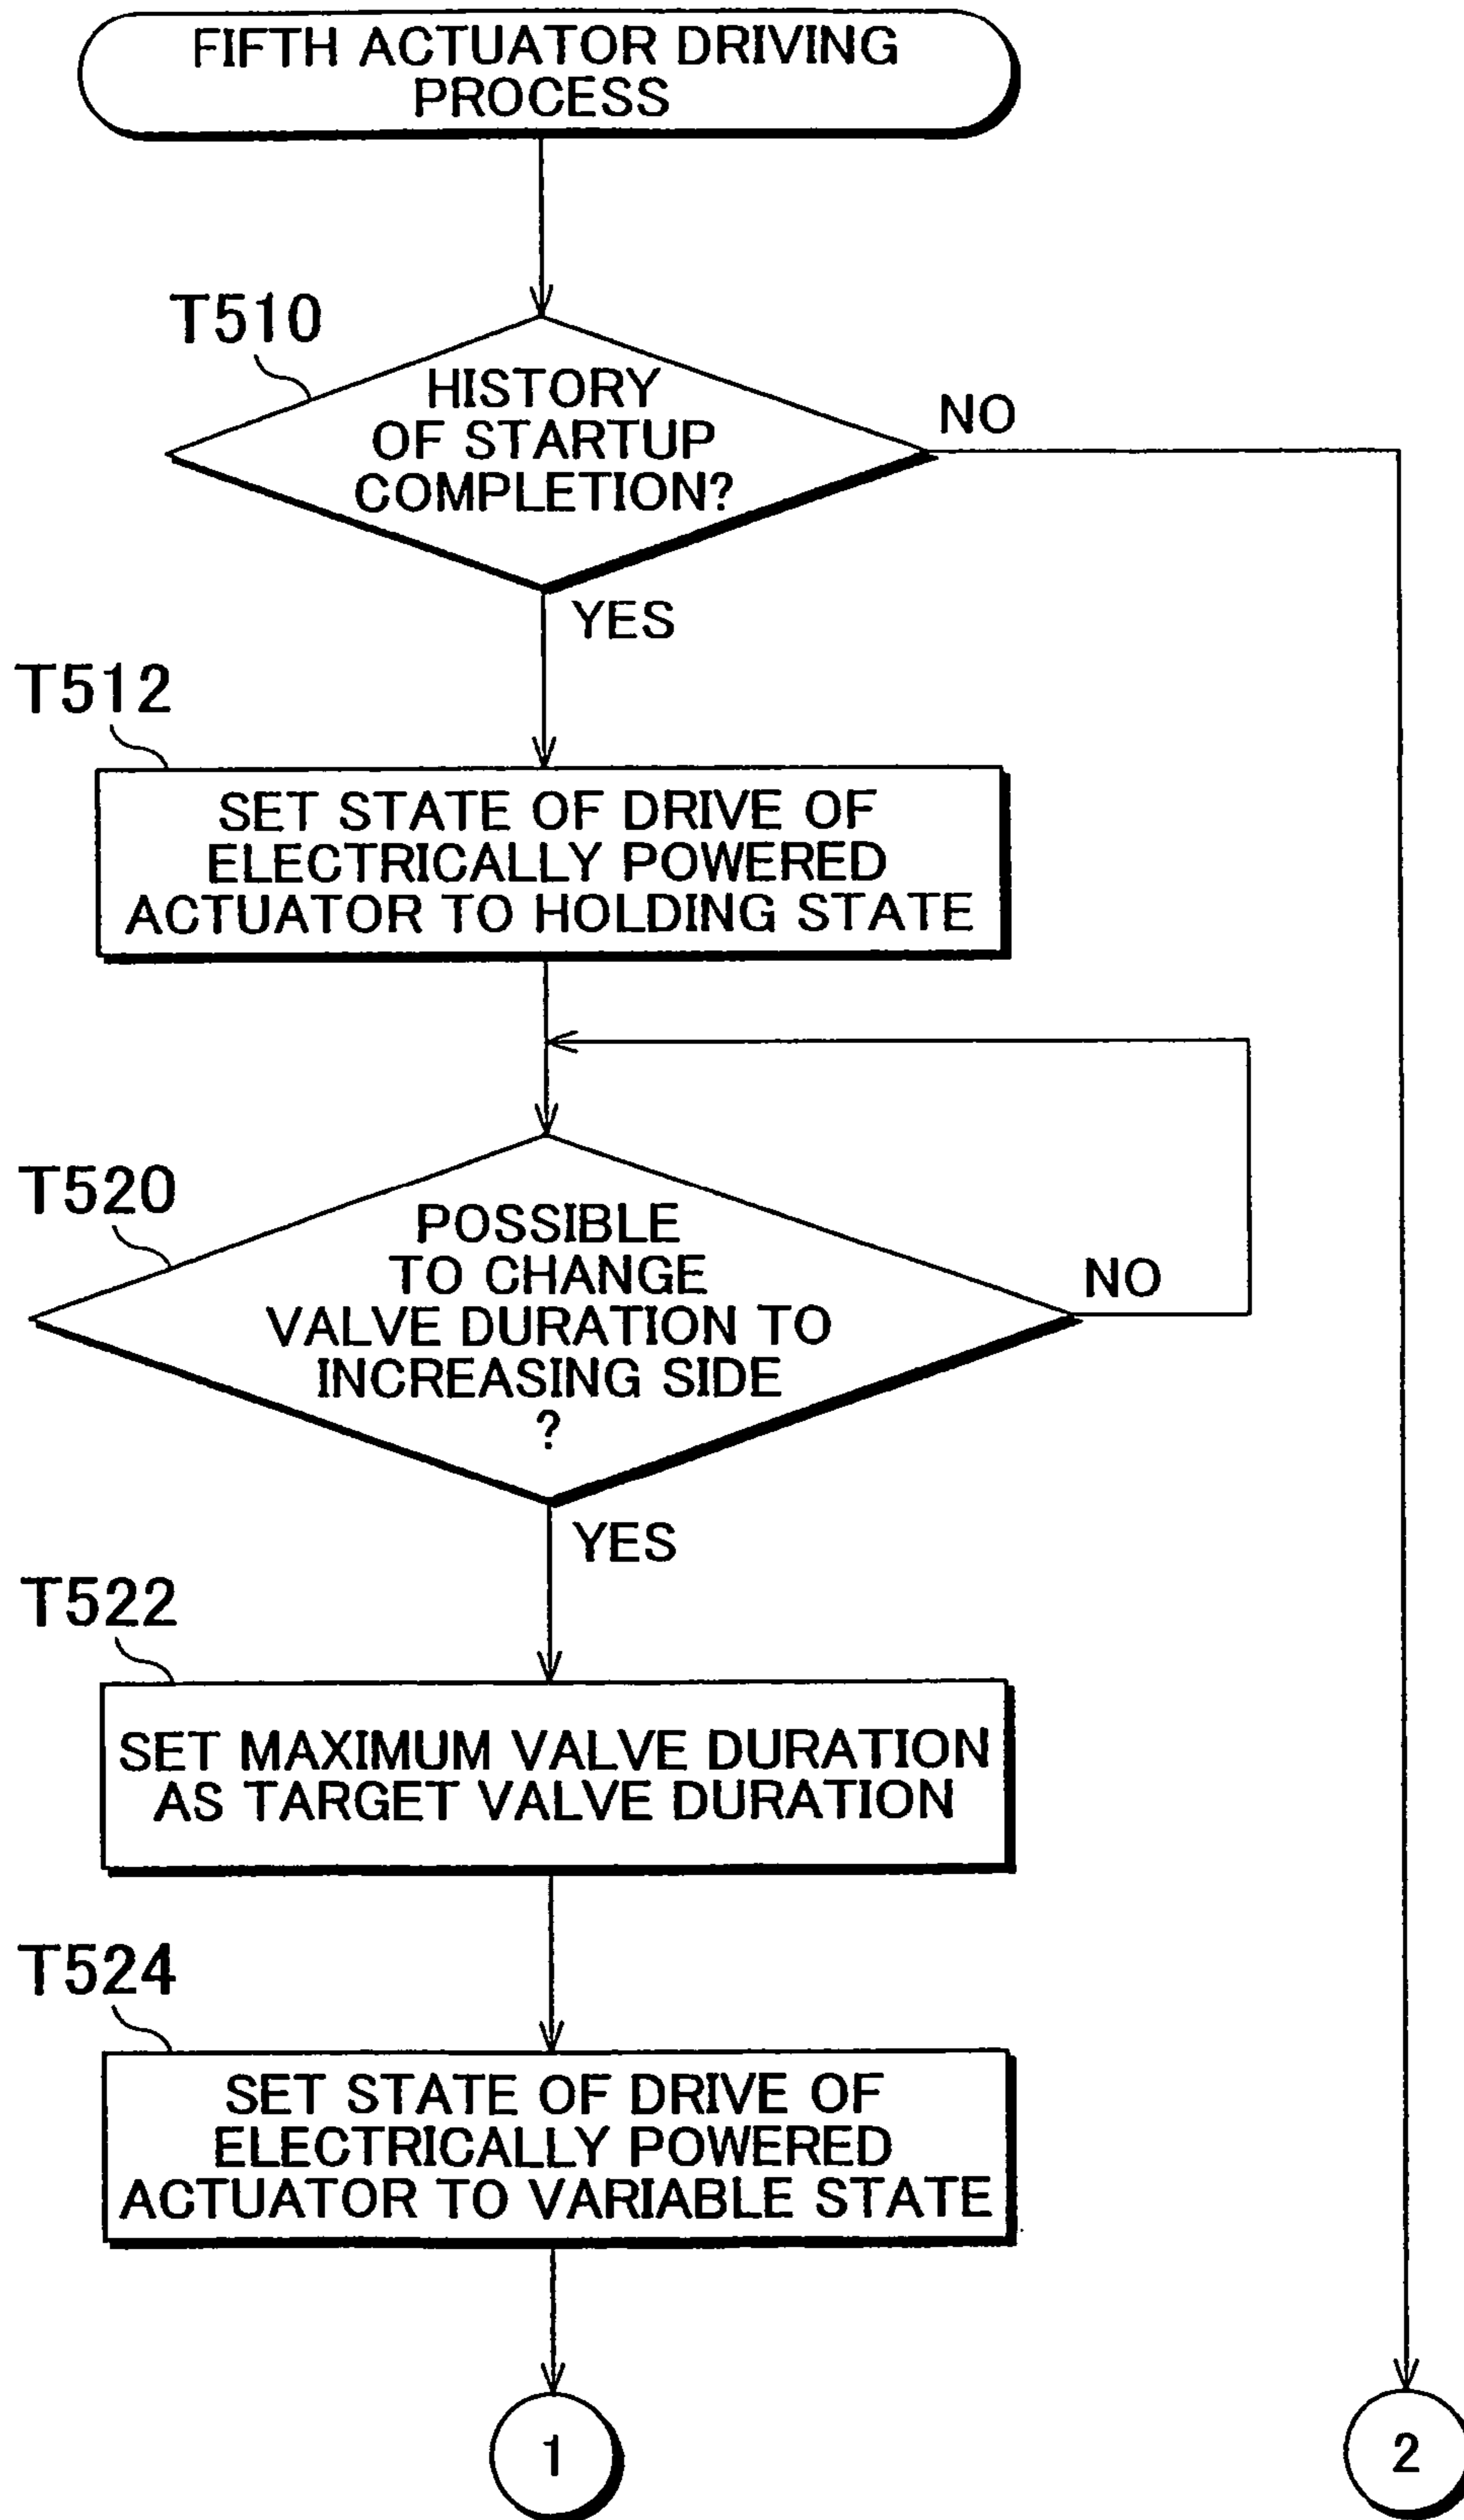 FIFTH ACTUATOR DRIVING
PROCESS
T510
HISTORY
OF STARTUP
COMPLETION?
NO
YES
T512
SET STATE OF DRIVE OF
ELECTRICALLY POWERED
ACTUATOR TO HOLDING STATE
T520
POSSIBLE
TO CHANGE
VALVE DURATION TO
INCREASING SIDE
?
NO
YES
T522
SET MAXIMUM VALVE DURATION
AS TARGET VALVE DURATION
T524
SET STATE OF DRIVE OF
ELECTRICALLY POWERED
ACTUATOR TO VARIABLE STATE
1
2